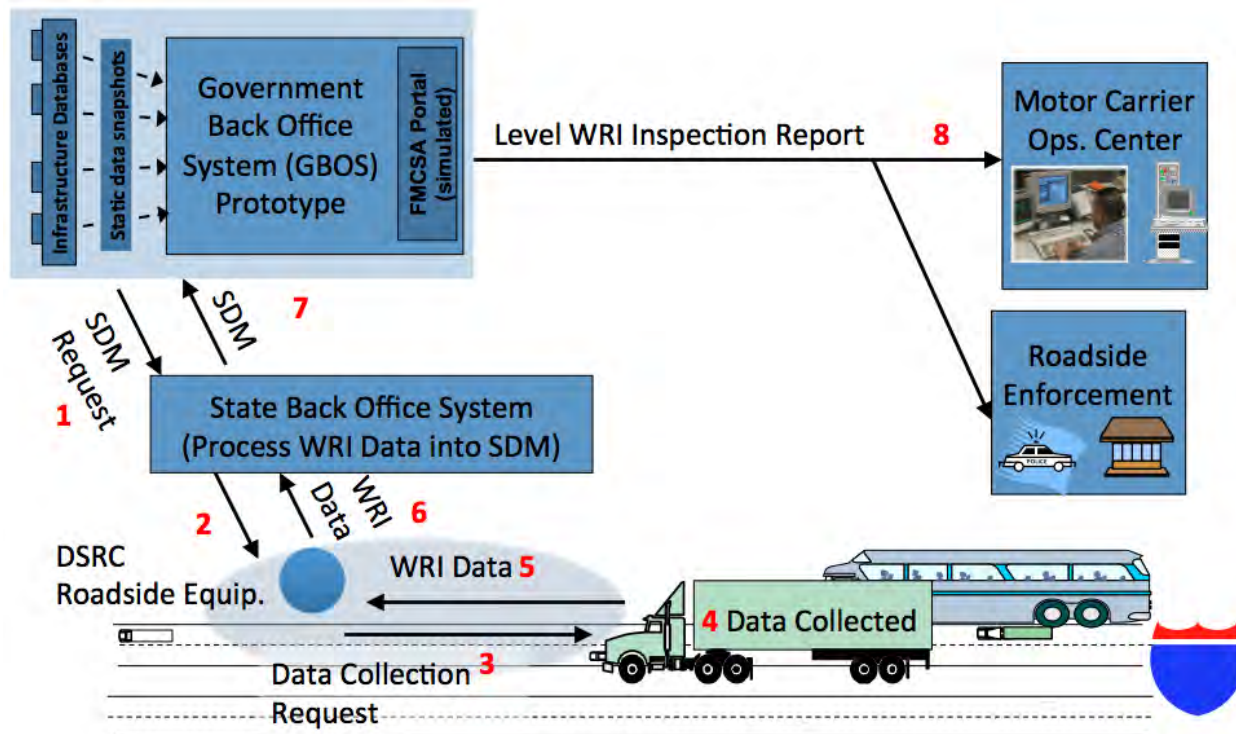 Infrastructure Databases
Static data snapshots
Government
Back Office
System (GBOS)
Prototype
FMCSA Portal
(simulated)
Level WRI Inspection Report
8
Motor Carrier
Ops. Center
SDM
Request
1
SDM
7
Roadside
Enforcement
POLICE
State Back Office System
(Process WRI Data into SDM)
2
WRI
Data
6
DSRC
Roadside Equip.
WRI Data 5
4 Data Collected
Data Collection 3
Request